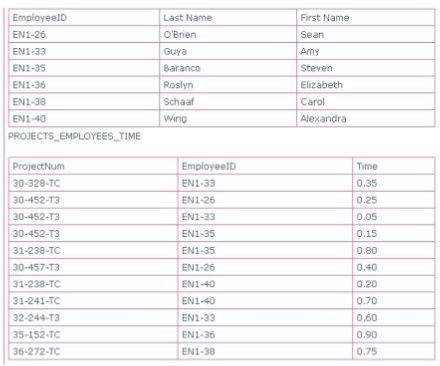 EmployeeID Last Name First Name
EN1-26 O'Brien Sean
EN1-33 Guya Amy
EN1-35 Baranco Steven
EN1-36 Roslyn Elizabeth
EN1-38 Schaaf Carol
EN1-40 Wing Alexandra
PROJECTS_EMPLOYEES_TIME
ProjectNum EmployeeID Time
30-328-TC EN1-33 0.35
30-452-T3 EN1-26 0.25
30-452-T3 EN1-33 0.05
30-452-T3 EN1-35 0.15
31-238-TC EN1-35 0.80
30-457-T3 EN1-26 0.40
31-238-TC EN1-40 0.20
31-241-TC EN1-40 0.70
32-244-T3 EN1-33 0.60
35-152-TC EN1-36 0.90
36-272-TC EN1-38 0.75